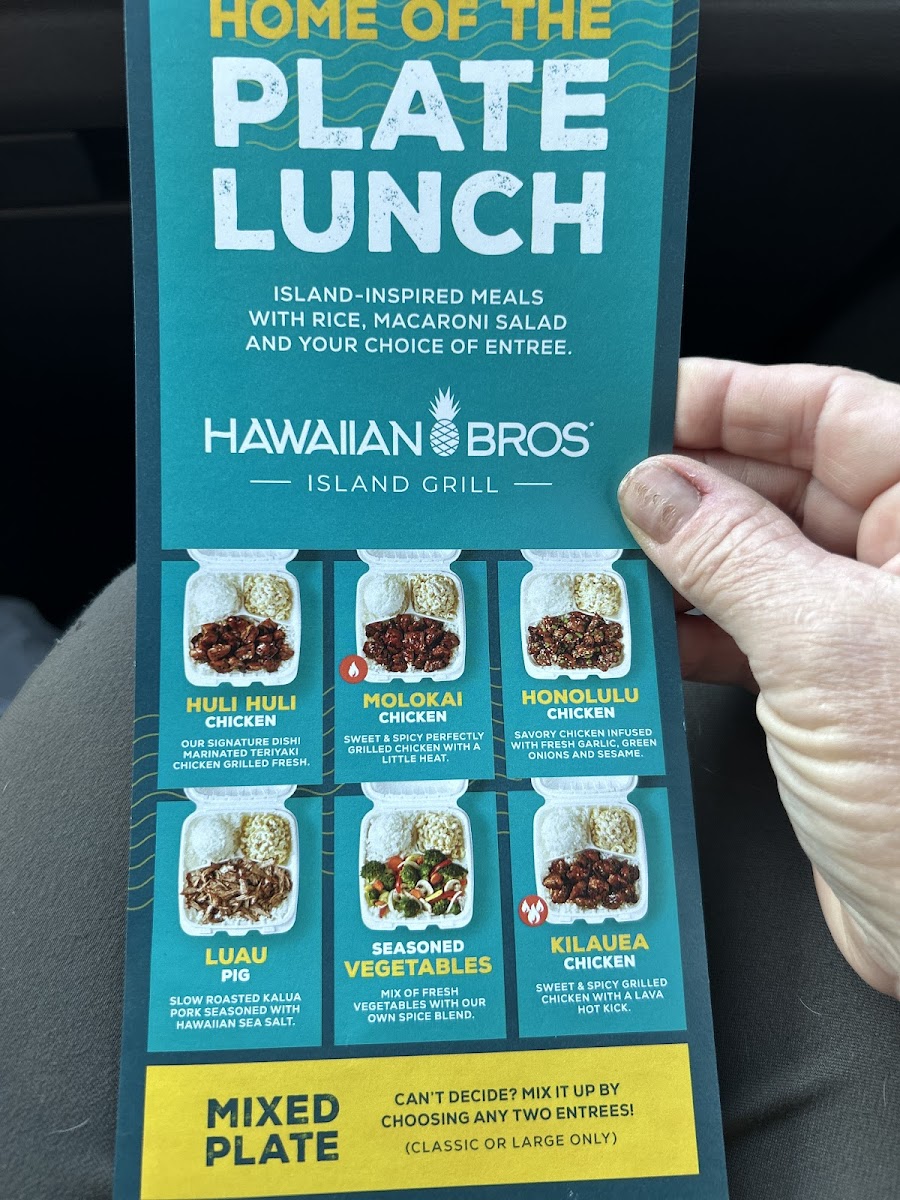 HOME OF THE
PLATE
LUNCH
ISLAND-INSPIRED MEALS
WITH RICE, MACARONI SALAD
AND YOUR CHOICE OF ENTREE.
HAWAIIAN BROS
ISLAND GRILL
HULI HULI
CHICKEN
OUR SIGNATURE DISH!
MARINATED TERIYAKI
CHICKEN GRILLED FRESH.
MOLOKAI
CHICKEN
SWEET & SPICY PERFECTLY
GRILLED CHICKEN WITH A
LITTLE HEAT.
HONOLULU
CHICKEN
SAVORY CHICKEN INFUSED
WITH FRESH GARLIC, GREEN
ONIONS AND SESAME.
LUAU
PIG
SLOW ROASTED KALUA
PORK SEASONED WITH
HAWAIIAN SEA SALT.
SEASONED
VEGETABLES
MIX OF FRESH
VEGETABLES WITH OUR
OWN SPICE BLEND.
KILAUEA
CHICKEN
SWEET & SPICY GRILLED
CHICKEN WITH A LAVA
HOT KICK.
MIXED
PLATE
CAN'T DECIDE? MIX IT UP BY
CHOOSING ANY TWO ENTREES!
(CLASSIC OR LARGE ONLY)